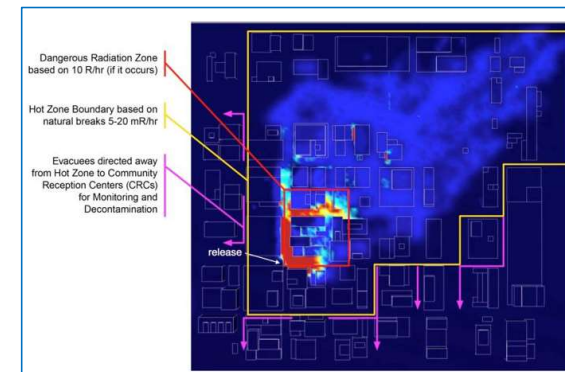 Dangerous Radiation Zone
based on 10 R/hr (if it occurs)
Hot Zone Boundary based on
natural breaks 5-20 mR/hr
Evacuees directed away
from Hot Zone to Community
Reception Centers (CRCs)
for Monitoring and
Decontamination
release